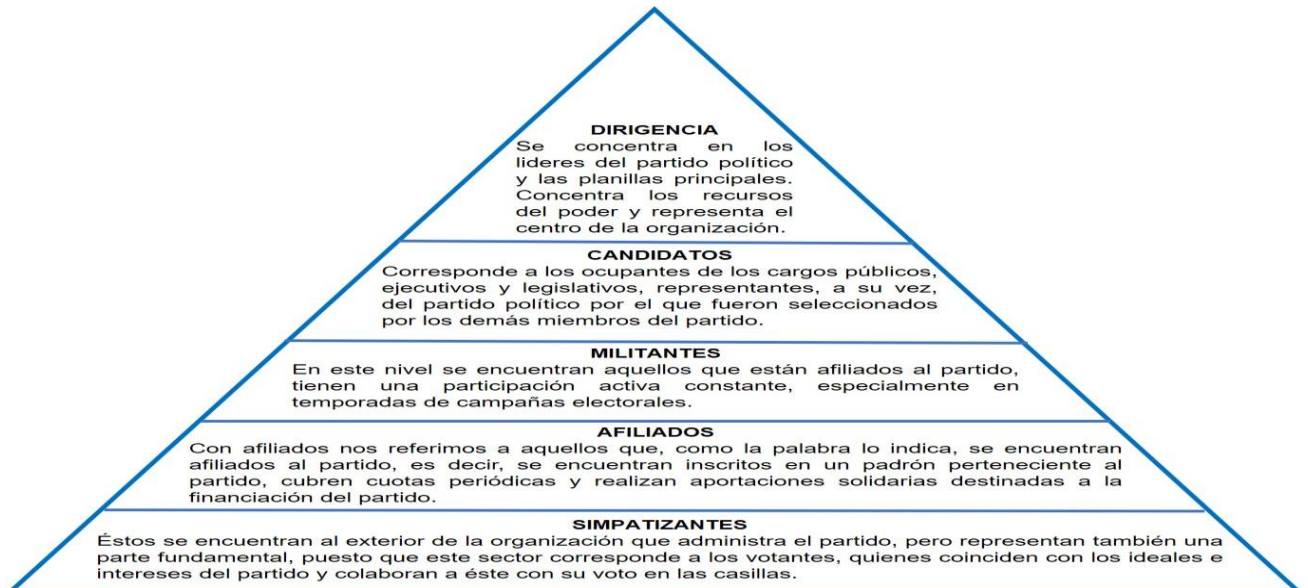 DIRIGENCIA
Se concentra en los
lideres del partido político
y las planillas principales.
Concentra los recursos
del poder y representa el
centro de la organización.
CANDIDATOS
Corresponde a los ocupantes de los cargos públicos,
ejecutivos y legislativos, representantes, a su vez,
del partido político por el que fueron seleccionados
por los demás miembros del partido.
MILITANTES
En este nivel se encuentran aquellos que están afiliados al partido,
tienen una participación activa constante, especialmente en
temporadas de campañas electorales.
AFILIADOS
Con afiliados nos referimos a aquellos que, como la palabra lo indica, se encuentran
afiliados al partido, es decir, se encuentran inscritos en un padrón perteneciente al
partido, cubren cuotas periódicas y realizan aportaciones solidarias destinadas a la
financiación del partido.
SIMPATIZANTES
Éstos se encuentran al exterior de la organización que administra el partido, pero representan también una
parte fundamental, puesto que este sector corresponde a los votantes, quienes coinciden con los ideales e
intereses del partido y colaboran a éste con su voto en las casillas.